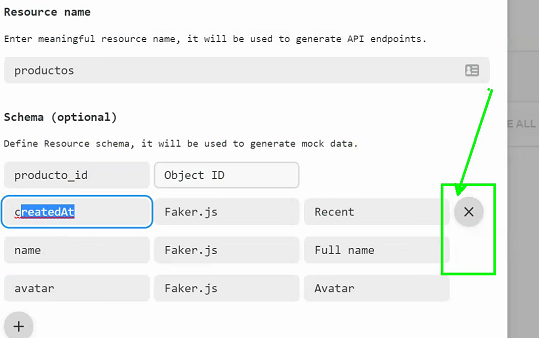 Resource name
Enter meaningful resource name, it will be used to generate API endpoints.
productos
E ALL
Schema (optional)
Define Resource schema, it will be used to generate mock data.
producto_id Object ID
createdAt Faker.js Recent
name Faker.js Full name
avatar Faker.js Avatar